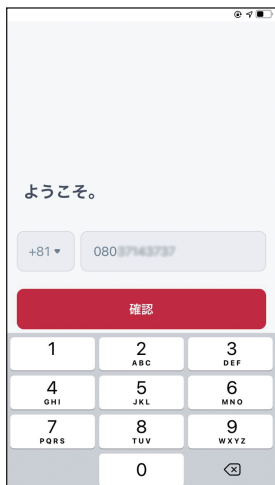 ようこそ。
+81
080
確認
1
2
ABC
3
DEF
4
GHI
5
JKL
6
MNO
7
PQRS
8
TUV
9
WXYZ
0